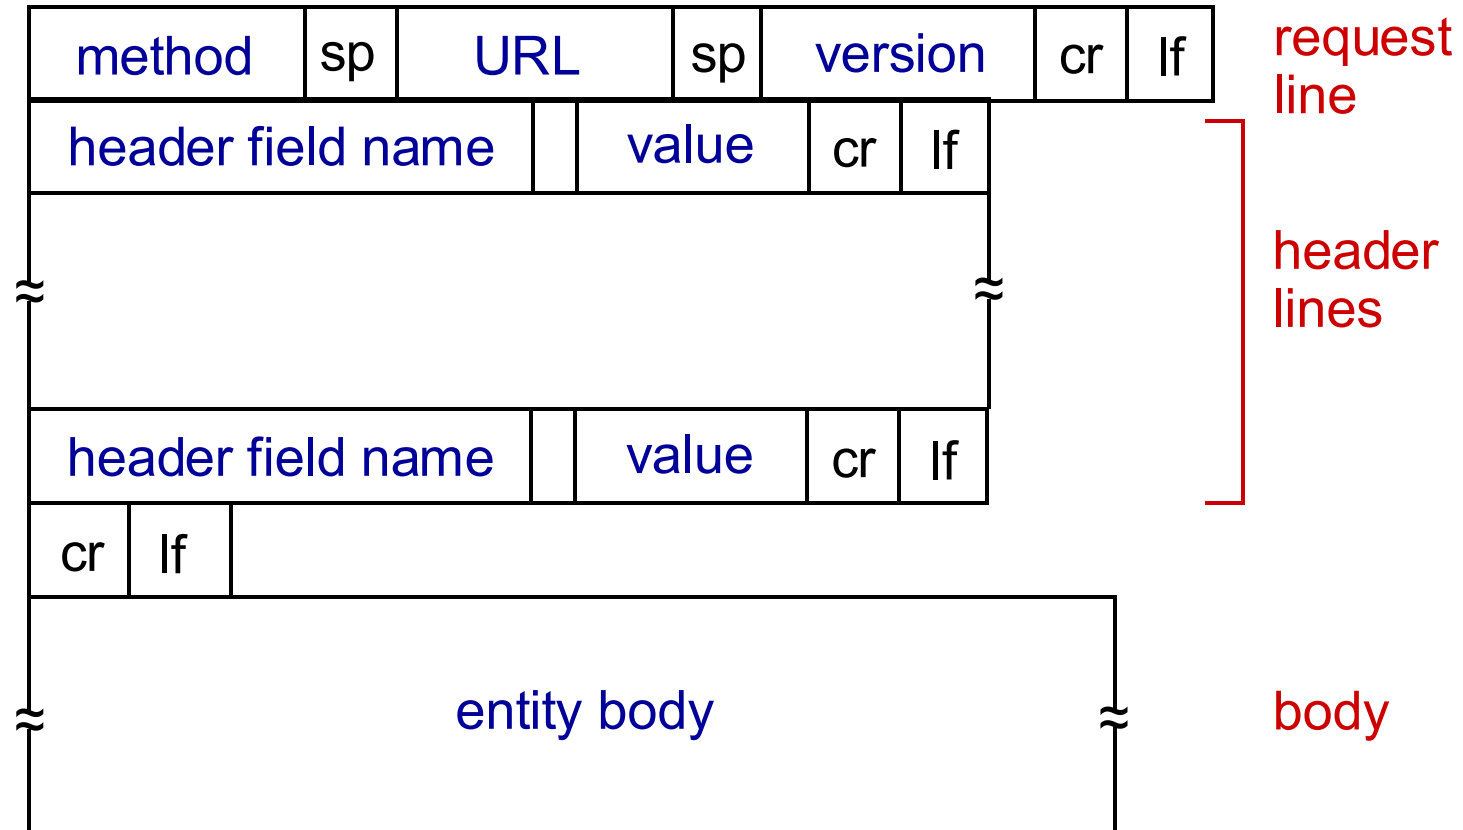 method sp URL sp version cr lf request
line
header field name value cr lf
header
lines
header field name value cr lf
cr lf
entity body body